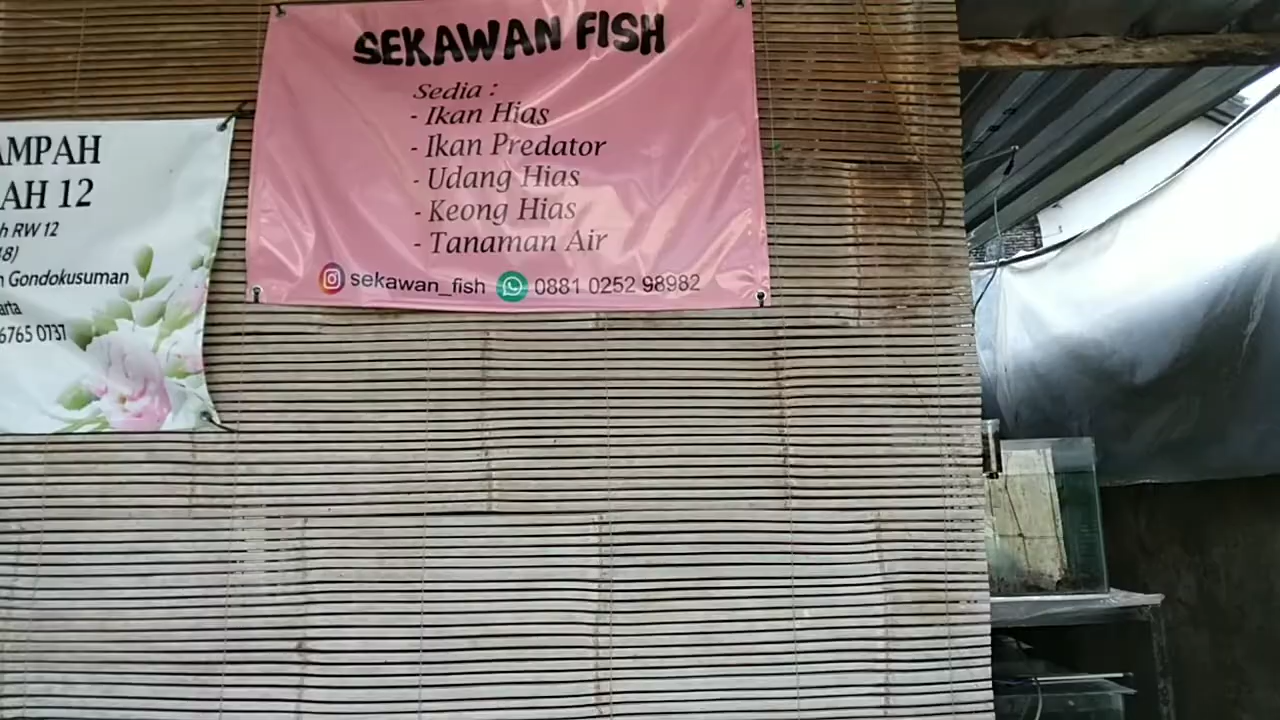 SEKAWAN FISH
Sedia :
- Ikan Hias
- Ikan Predator
- Udang Hias
- Keong Hias
- Tanaman Air
sekawan_fish 0881 0252 98982
AMPAH
AH 12
h RW 12
48)
n Gondokusuman
arta
6765 0737